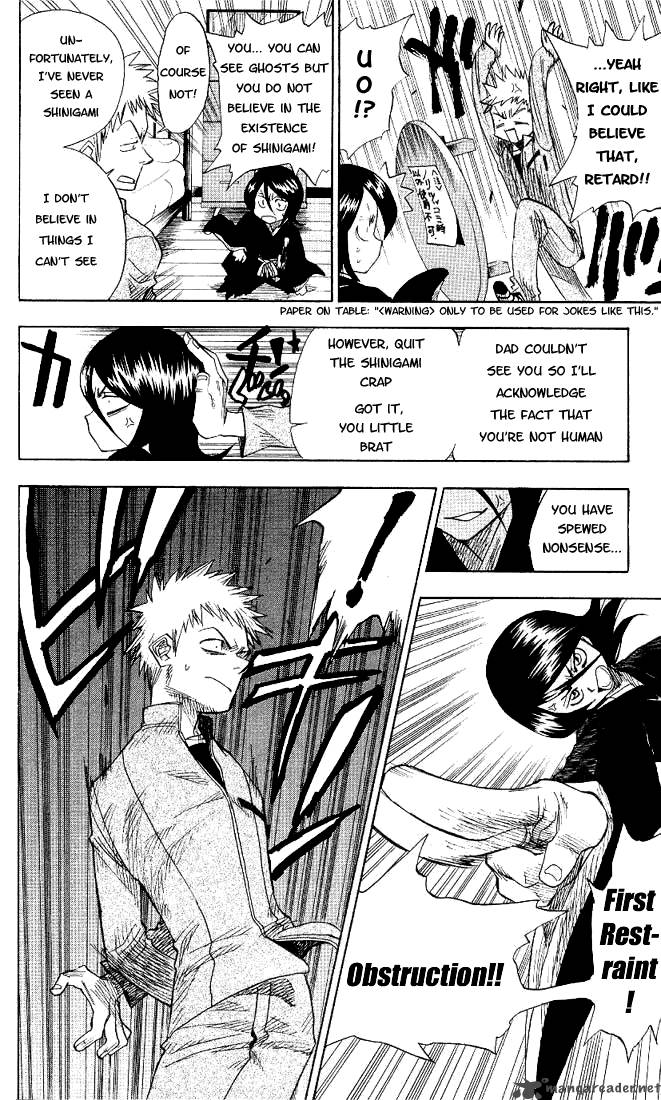 ...YEAH
RIGHT, LIKE
I COULD
BELIEVE
THAT,
RETARD!!
U
O!?
YOU... YOU CAN
SEE GHOSTS BUT
YOU DO NOT
BELIEVE IN THE
EXISTENCE
OF SHINIGAMI!
OF
COURSE
NOT!
UN-
FORTUNATELY,
I'VE NEVER
SEEN A
SHINIGAMI
I DON'T
BELIEVE IN
THINGS I
CAN'T SEE
PAPER ON TABLE: "<WARNING> ONLY TO BE USED FOR JOKES LIKE THIS."
DAD COULDN'T
SEE YOU SO I'LL
ACKNOWLEDGE
THE FACT THAT
YOU'RE NOT HUMAN
HOWEVER, QUIT
THE SHINIGAMI
CRAP
GOT IT,
YOU LITTLE
BRAT
カ
YOU HAVE
SPEWED
NONSENSE...
First
Rest-
raint
!
Obstruction!!
!
mangareader.net